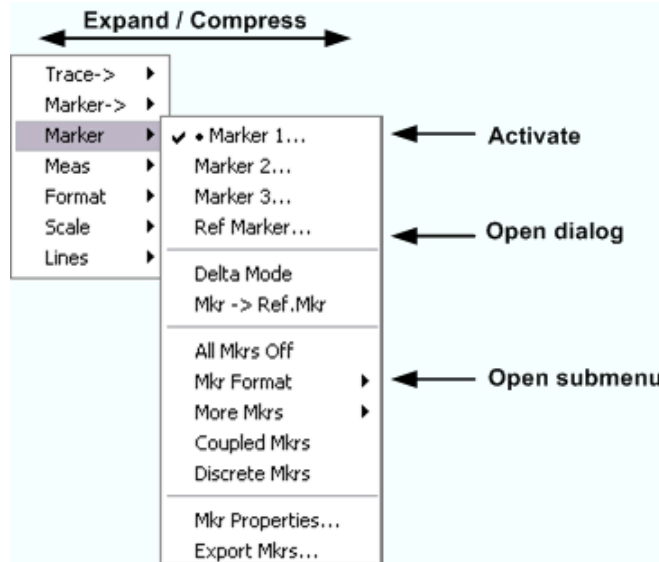 Expand / Compress
Trace->
Marker->
Marker
Meas
Format
Scale
Lines
✓ • Marker 1...
Marker 2...
Marker 3...
Ref Marker...
Delta Mode
Mkr -> Ref.Mkr
All Mkrs Off
Mkr Format
More Mkrs
Coupled Mkrs
Discrete Mkrs
Mkr Properties...
Export Mkrs...
Activate
Open dialog
Open submenu